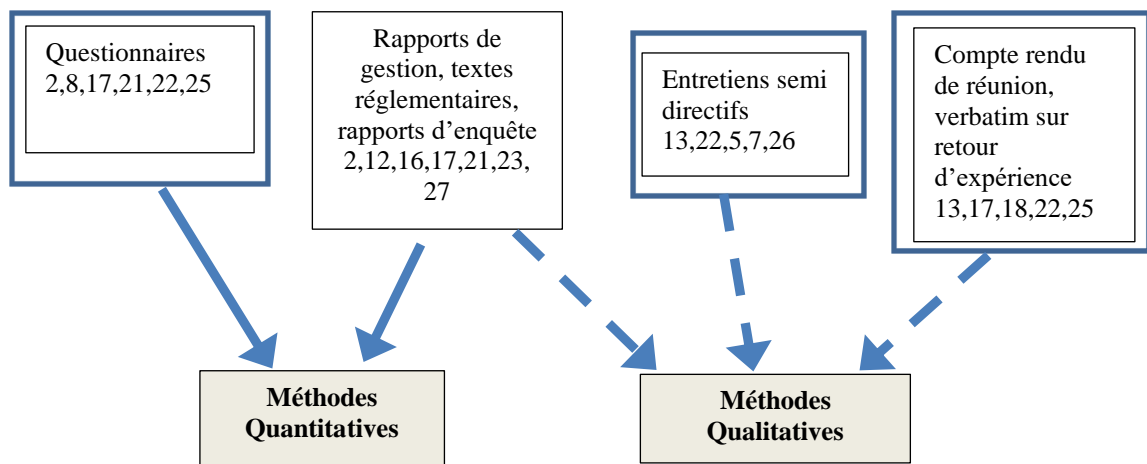 Questionnaires
2,8,17,21,22,25
Rapports de
gestion, textes
réglementaires,
rapports d’enquête
2,12,16,17,21,23,
27
Entretiens semi
directifs
13,22,5,7,26
Compte rendu
de réunion,
verbatim sur
retour
d’expérience
13,17,18,22,25
Méthodes
Quantitatives
Méthodes
Qualitatives